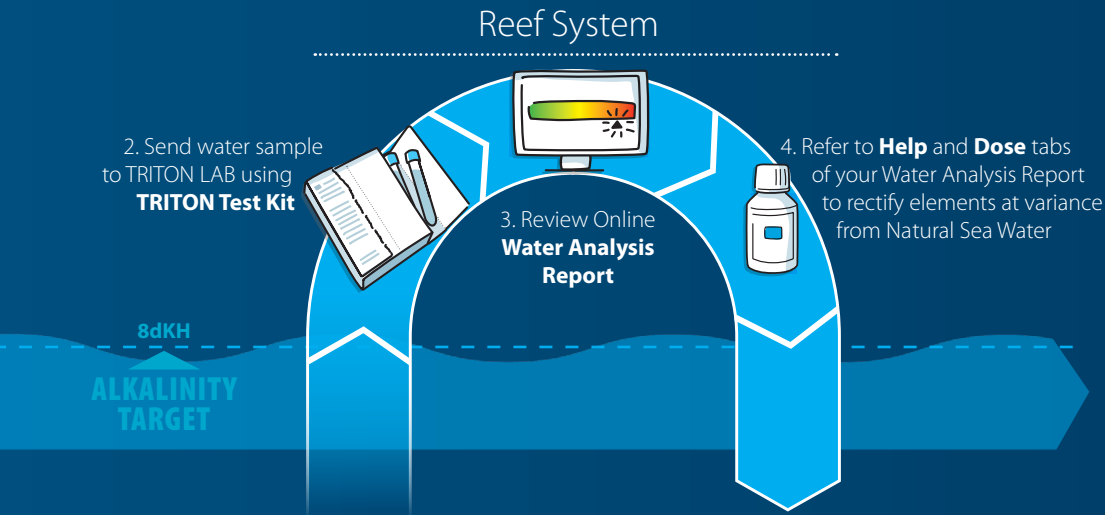 Reef System
2. Send water sample
to TRITON LAB using
TRITON Test Kit
3. Review Online
Water Analysis
Report
4. Refer to Help and Dose tabs
of your Water Analysis Report
to rectify elements at variance
from Natural Sea Water
8dKH
ALKALINITY
TARGET